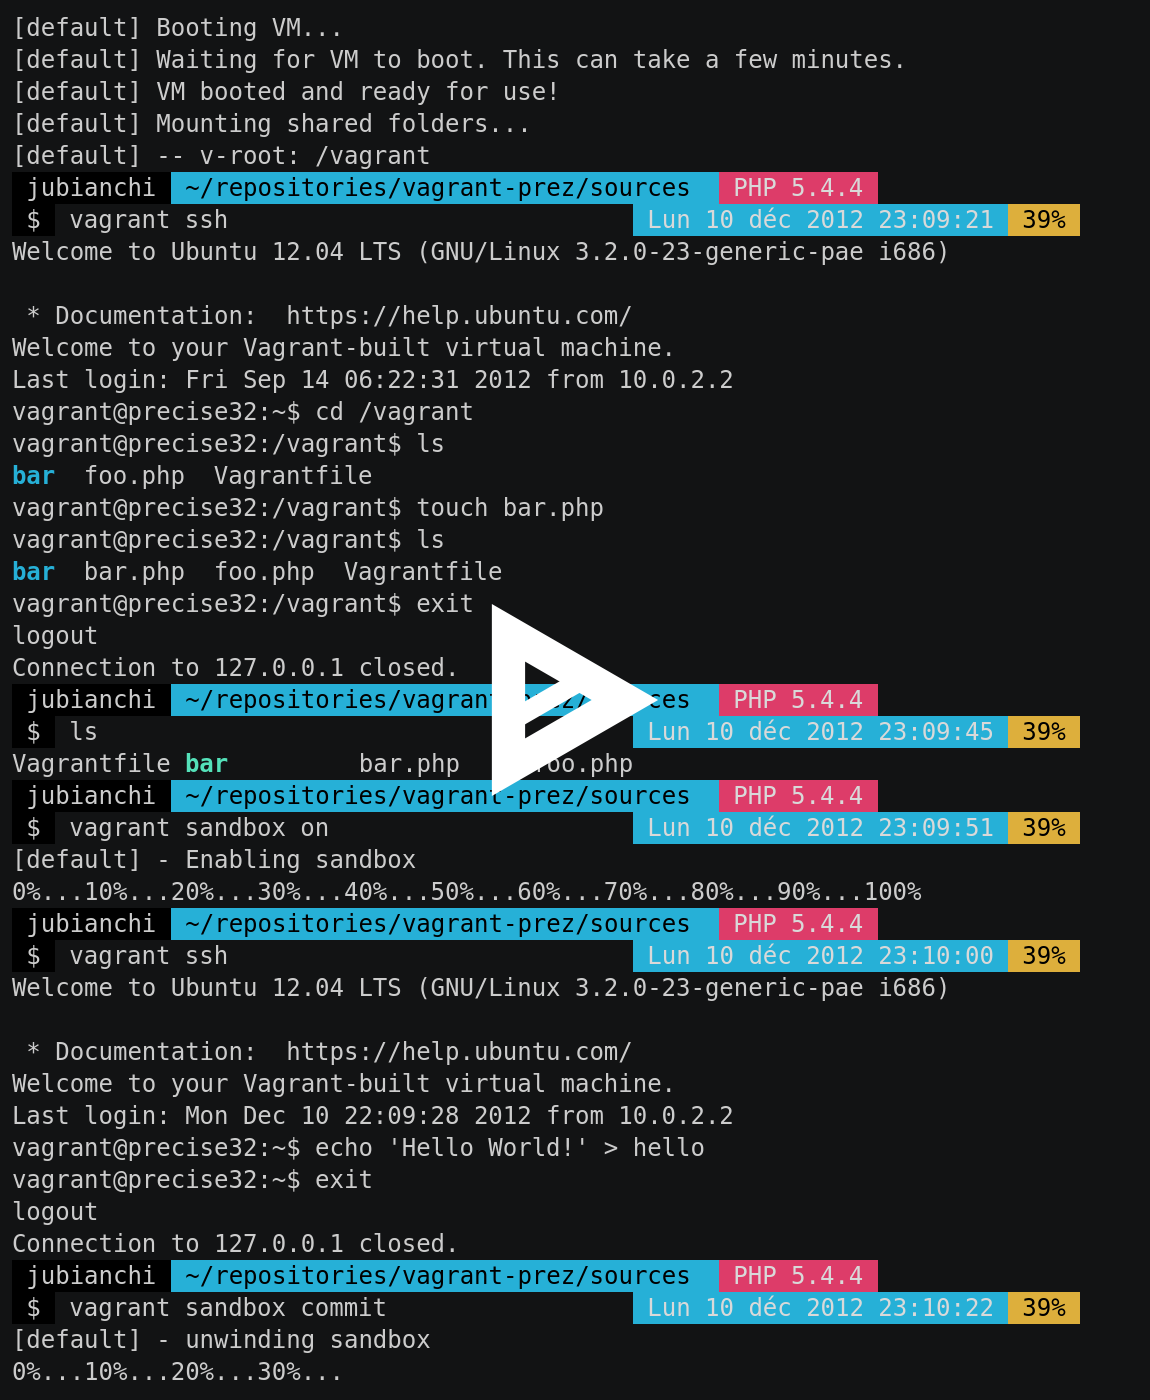 [default] Booting VM...
[default] Waiting for VM to boot. This can take a few minutes.
[default] VM booted and ready for use!
[default] Mounting shared folders...
[default] -- v-root: /vagrant
jubianchi ~/repositories/vagrant-prez/sources PHP 5.4.4
$ vagrant ssh Lun 10 déc 2012 23:09:21 39%
Welcome to Ubuntu 12.04 LTS (GNU/Linux 3.2.0-23-generic-pae i686)
* Documentation:  https://help.ubuntu.com/
Welcome to your Vagrant-built virtual machine.
Last login: Fri Sep 14 06:22:31 2012 from 10.0.2.2
vagrant@precise32:~$ cd /vagrant
vagrant@precise32:/vagrant$ ls
bar  foo.php  Vagrantfile
vagrant@precise32:/vagrant$ touch bar.php
vagrant@precise32:/vagrant$ ls
bar  bar.php  foo.php  Vagrantfile
vagrant@precise32:/vagrant$ exit
logout
Connection to 127.0.0.1 closed.
jubianchi ~/repositories/vagrant-prez/sources PHP 5.4.4
$ ls Lun 10 déc 2012 23:09:45 39%
Vagrantfile bar bar.php foo.php
jubianchi ~/repositories/vagrant-prez/sources PHP 5.4.4
$ vagrant sandbox on Lun 10 déc 2012 23:09:51 39%
[default] - Enabling sandbox
0%...10%...20%...30%...40%...50%...60%...70%...80%...90%...100%
jubianchi ~/repositories/vagrant-prez/sources PHP 5.4.4
$ vagrant ssh Lun 10 déc 2012 23:10:00 39%
Welcome to Ubuntu 12.04 LTS (GNU/Linux 3.2.0-23-generic-pae i686)
* Documentation:  https://help.ubuntu.com/
Welcome to your Vagrant-built virtual machine.
Last login: Mon Dec 10 22:09:28 2012 from 10.0.2.2
vagrant@precise32:~$ echo 'Hello World!' > hello
vagrant@precise32:~$ exit
logout
Connection to 127.0.0.1 closed.
jubianchi ~/repositories/vagrant-prez/sources PHP 5.4.4
$ vagrant sandbox commit Lun 10 déc 2012 23:10:22 39%
[default] - unwinding sandbox
0%...10%...20%...30%...